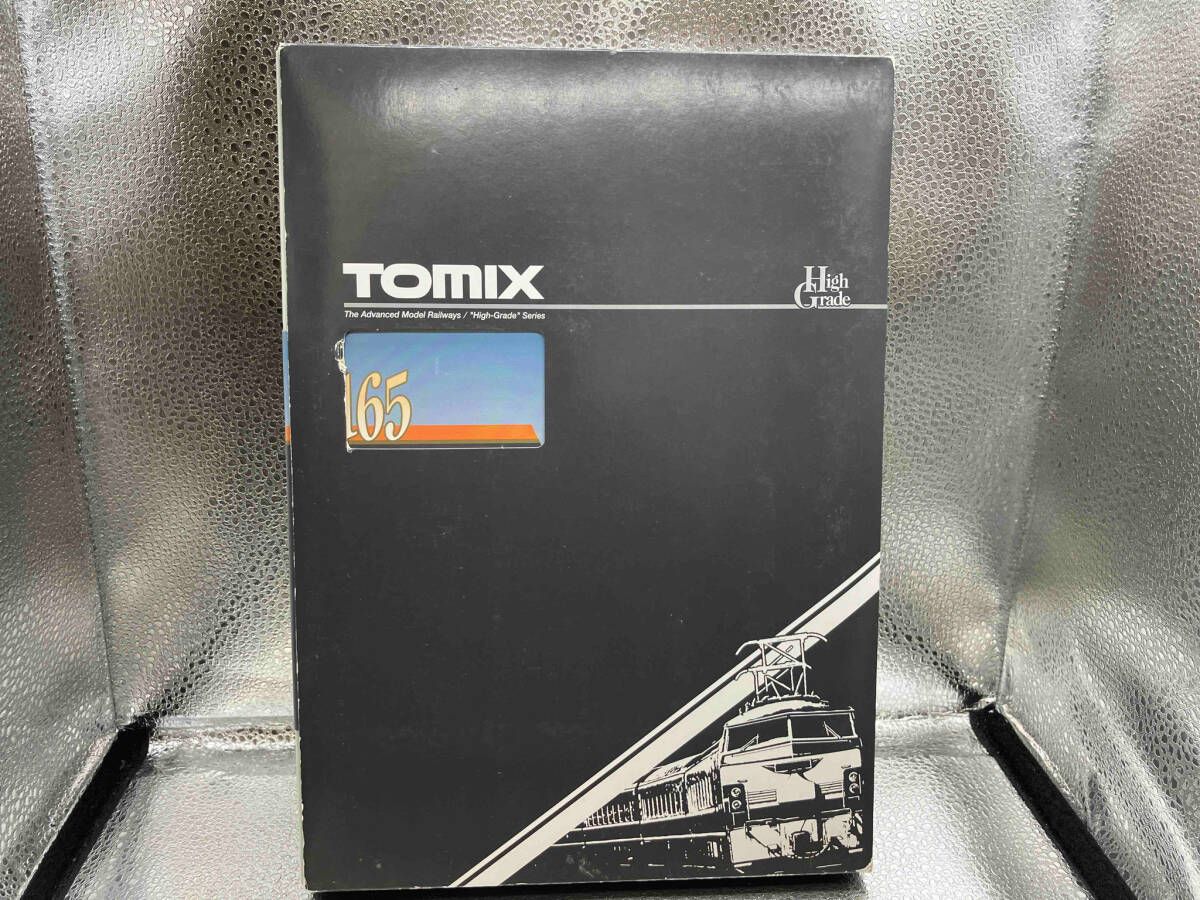 TOMIX
High
Grade
The Advanced Model Railways / "High-Grade" Series
165